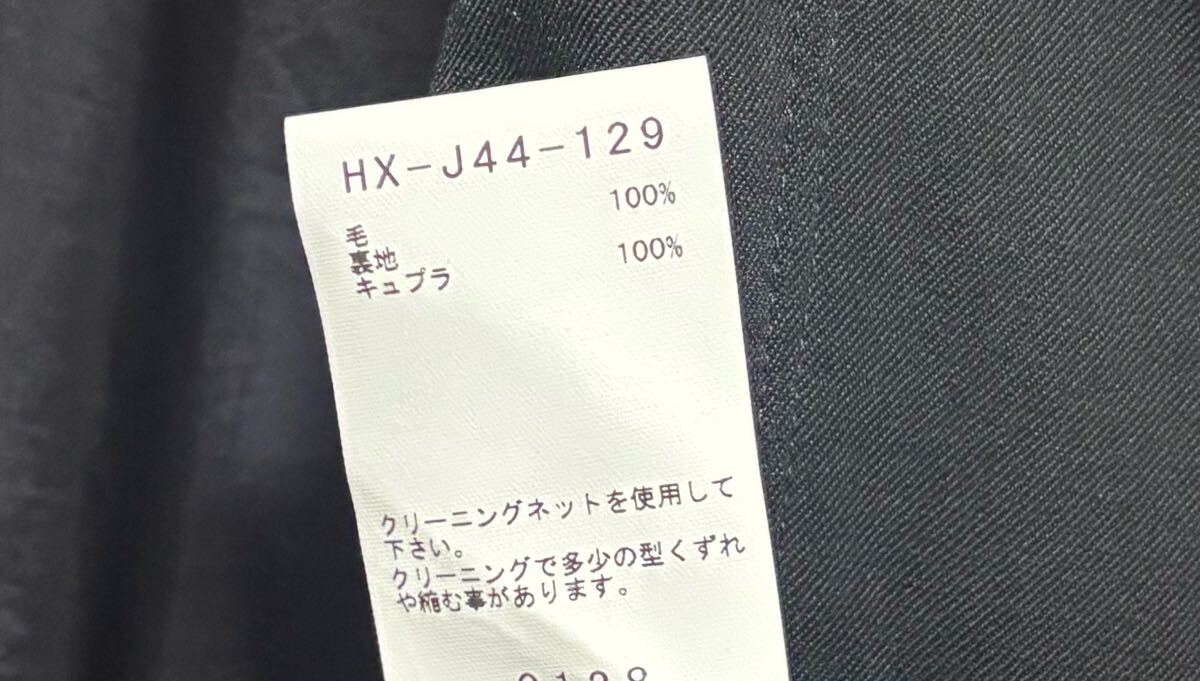 HX-J44-129
毛 100%
裏地
キュプラ 100%
クリーニングネットを使用して
下さい。
クリーニングで多少の型くずれ
や縮む事があります。